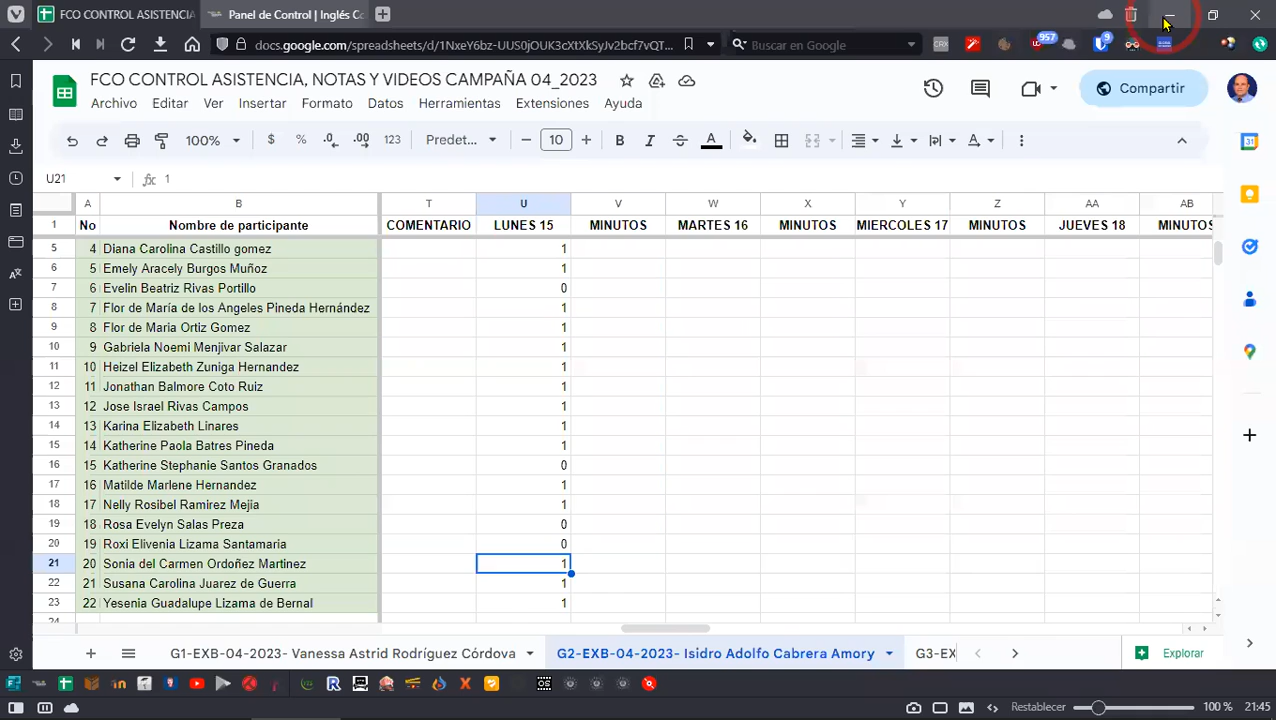 FCO CONTROL ASISTENCIA
Panel de Control | Inglés Co
docs.google.com/spreadsheets/d/1NxeY6bz-UUS0jOUK3cXtXkSyJv2bcf7vQT...
Buscar en Google
CRX
957
9
FCO CONTROL ASISTENCIA, NOTAS Y VIDEOS CAMPAÑA 04_2023
Archivo Editar Ver Insertar Formato Datos Herramientas Extensiones Ayuda
Compartir
100% $ % .0 .00 123 Predet... 10 B I A
31
U21 fx 1
A B T U V W X Y Z AA AB
1 No Nombre de participante COMENTARIO LUNES 15 MINUTOS MARTES 16 MINUTOS MIERCOLES 17 MINUTOS JUEVES 18 MINUTOS
5 4 Diana Carolina Castillo gomez 1
6 5 Emely Aracely Burgos Muñoz 1
7 6 Evelin Beatriz Rivas Portillo 0
8 7 Flor de María de los Angeles Pineda Hernández 1
9 8 Flor de Maria Ortiz Gomez 1
10 9 Gabriela Noemi Menjivar Salazar 1
11 10 Heizel Elizabeth Zuniga Hernandez 1
12 11 Jonathan Balmore Coto Ruiz 1
13 12 Jose Israel Rivas Campos 1
14 13 Karina Elizabeth Linares 1
15 14 Katherine Paola Batres Pineda 1
16 15 Katherine Stephanie Santos Granados 0
17 16 Matilde Marlene Hernandez 1
18 17 Nelly Rosibel Ramirez Mejia 1
19 18 Rosa Evelyn Salas Preza 0
20 19 Roxi Elivenia Lizama Santamaria 0
21 20 Sonia del Carmen Ordoñez Martinez 1
22 21 Susana Carolina Juarez de Guerra 1
23 22 Yesenia Guadalupe Lizama de Bernal 1
24
G1-EXB-04-2023- Vanessa Astrid Rodríguez Córdova G2-EXB-04-2023- Isidro Adolfo Cabrera Amory G3-EX Explorar
Restablecer 100 % 21:45